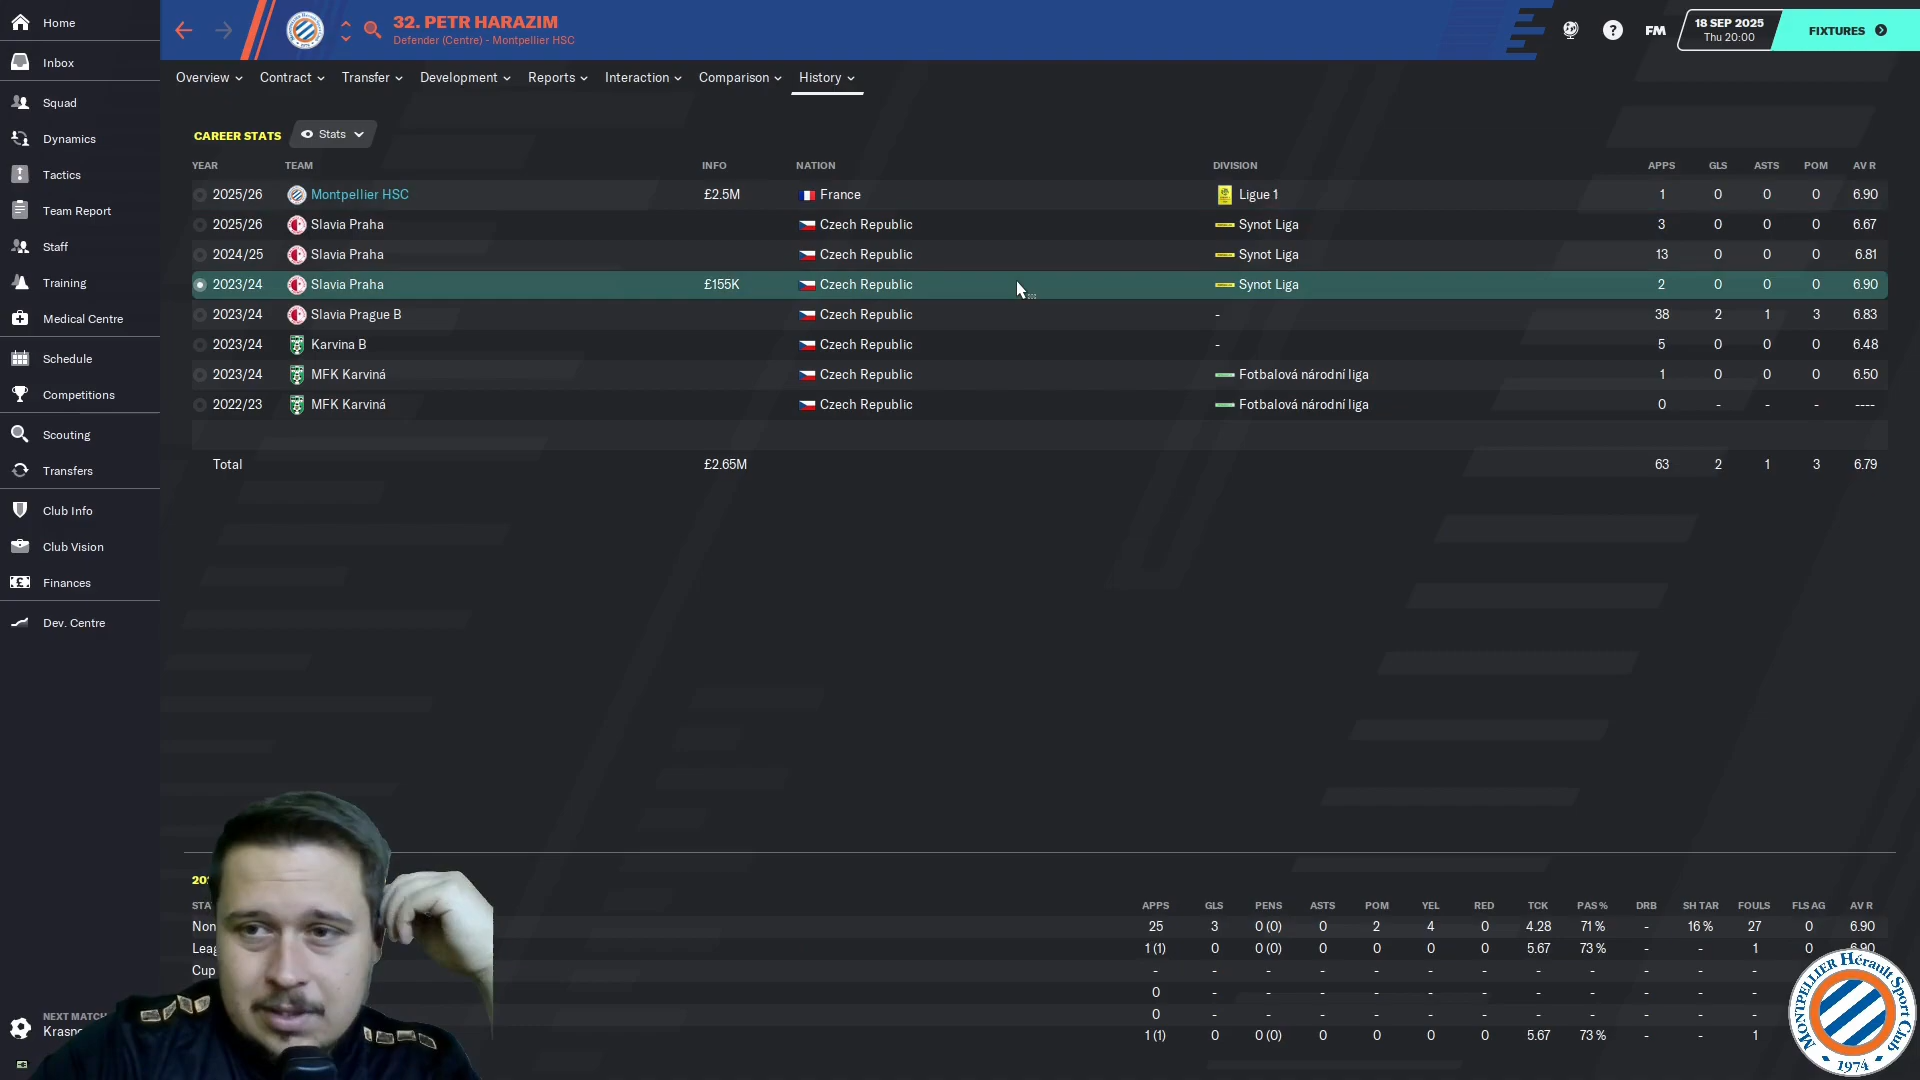 Home
Inbox
Squad
Dynamics
Tactics
Team Report
Staff
Training
Medical Centre
Schedule
Competitions
Scouting
Transfers
Club Info
Club Vision
Finances
Dev. Centre
NEXT MATCH
32. PETR HARAZIM
Defender (Centre) - Montpellier HSC
FM
18 SEP 2025
Thu 20:00
FIXTURES
Overview Contract Transfer Development Reports Interaction Comparison History
CAREER STATS Stats
YEAR TEAM INFO NATION DIVISION APPS GLS ASTS POM AV R
2025/26 Montpellier HSC £2.5M France Ligue 1 1 0 0 0 6.90
2025/26 Slavia Praha Czech Republic Synot Liga 3 0 0 0 6.67
2024/25 Slavia Praha Czech Republic Synot Liga 13 0 0 0 6.81
2023/24 Slavia Praha £155K Czech Republic Synot Liga 2 0 0 0 6.90
2023/24 Slavia Prague B Czech Republic - 38 2 1 3 6.83
2023/24 Karvina B Czech Republic - 5 0 0 0 6.48
2023/24 MFK Karviná Czech Republic Fotbalová národní liga 1 0 0 0 6.50
2022/23 MFK Karviná Czech Republic Fotbalová národní liga 0 - - - ----
Total £2.65M 63 2 1 3 6.79
APPS GLS PENS ASTS POM YEL RED TCK PAS % DRB SH TAR FOULS FLS AG AV R
25 3 0 (0) 0 2 4 0 4.28 71 % - 16 % 27 0 6.90
1 (1) 0 0 (0) 0 0 0 0 5.67 73 % - - 1 0 6.90
Cup - - - - - - - - - - - -
0 - - - - - - - - - - -
0 - - - - - - - - - - -
1 (1) 0 0 (0) 0 0 0 0 5.67 73 % - - 1
MONTPELLIER Hérault Sport Club
1974